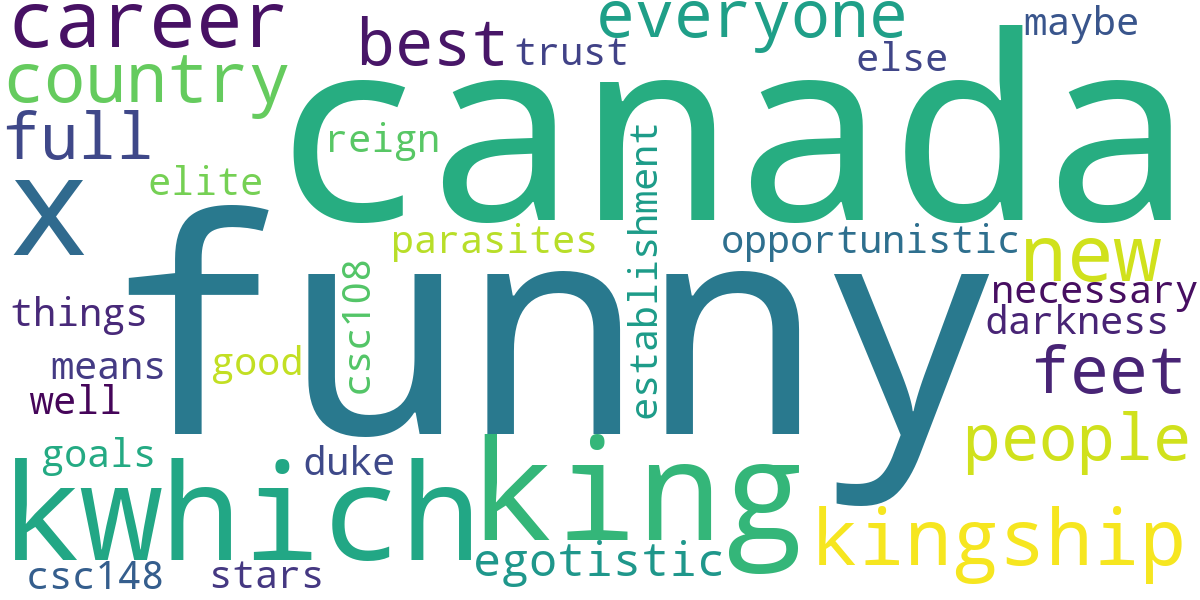 career
everyone
maybe
best
trust
else
country
canada
full
reign
establishment
elite
x
funny
parasites
opportunistic
new
csc108
necessary
things
darkness
good
means
feet
well
people
goals
duke
kwhich
king
kingship
egotistic
csc148
stars